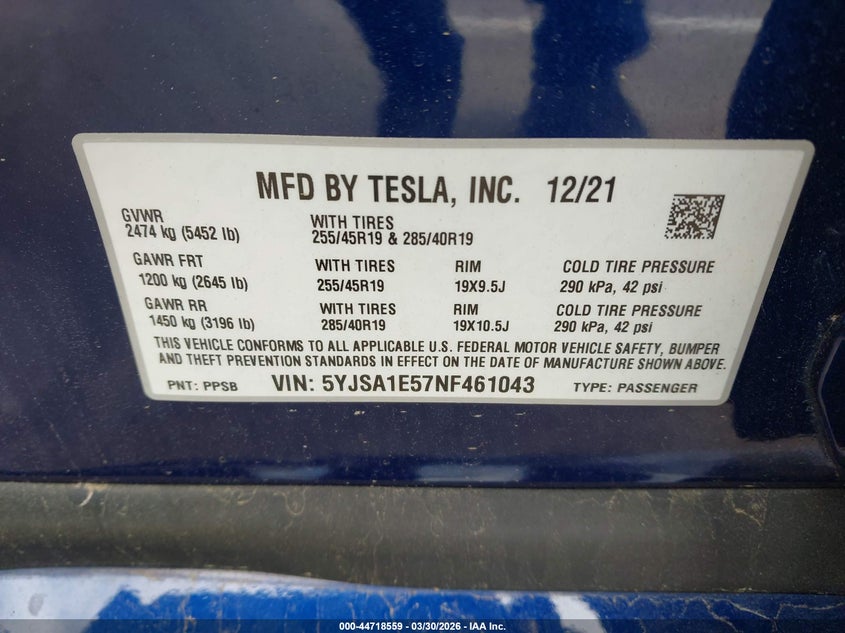 MFD BY TESLA, INC. 12/21
GVWR
2474 kg (5452 lb)
WITH TIRES
255/45R19 & 285/40R19
GAWR FRT WITH TIRES RIM COLD TIRE PRESSURE
1200 kg (2645 lb) 255/45R19 19X9.5J 290 kPa, 42 psi
GAWR RR WITH TIRES RIM COLD TIRE PRESSURE
1450 kg (3196 lb) 285/40R19 19X10.5J 290 kPa, 42 psi
THIS VEHICLE CONFORMS TO ALL APPLICABLE U.S. FEDERAL MOTOR VEHICLE SAFETY, BUMPER
AND THEFT PREVENTION STANDARDS IN EFFECT ON THE DATE OF MANUFACTURE SHOWN ABOVE.
PNT: PPSB VIN: 5YJSA1E57NF461043 TYPE: PASSENGER
000-44718559 — 03/30/2026 — IAA Inc.